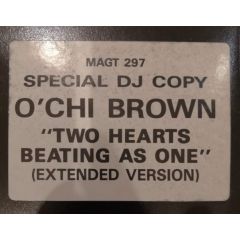 MAGT 297
SPECIAL DJ COPY
O'CHI BROWN
"TWO HEARTS
BEATING AS ONE"
(EXTENDED VERSION)